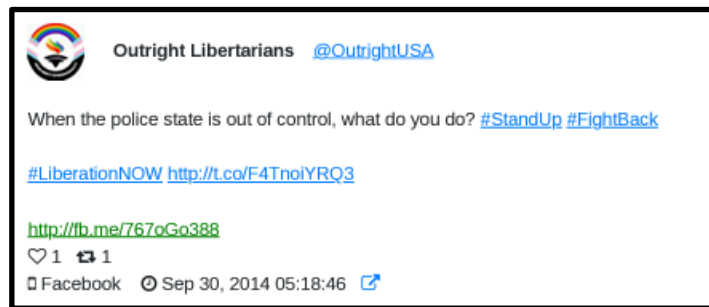 Outright Libertarians @OutrightUSA
When the police state is out of control, what do you do? #StandUp #FightBack
#LiberationNOW http://t.co/F4TnoiYRQ3
http://fb.me/767oGo388
1 1
Facebook Sep 30, 2014 05:18:46